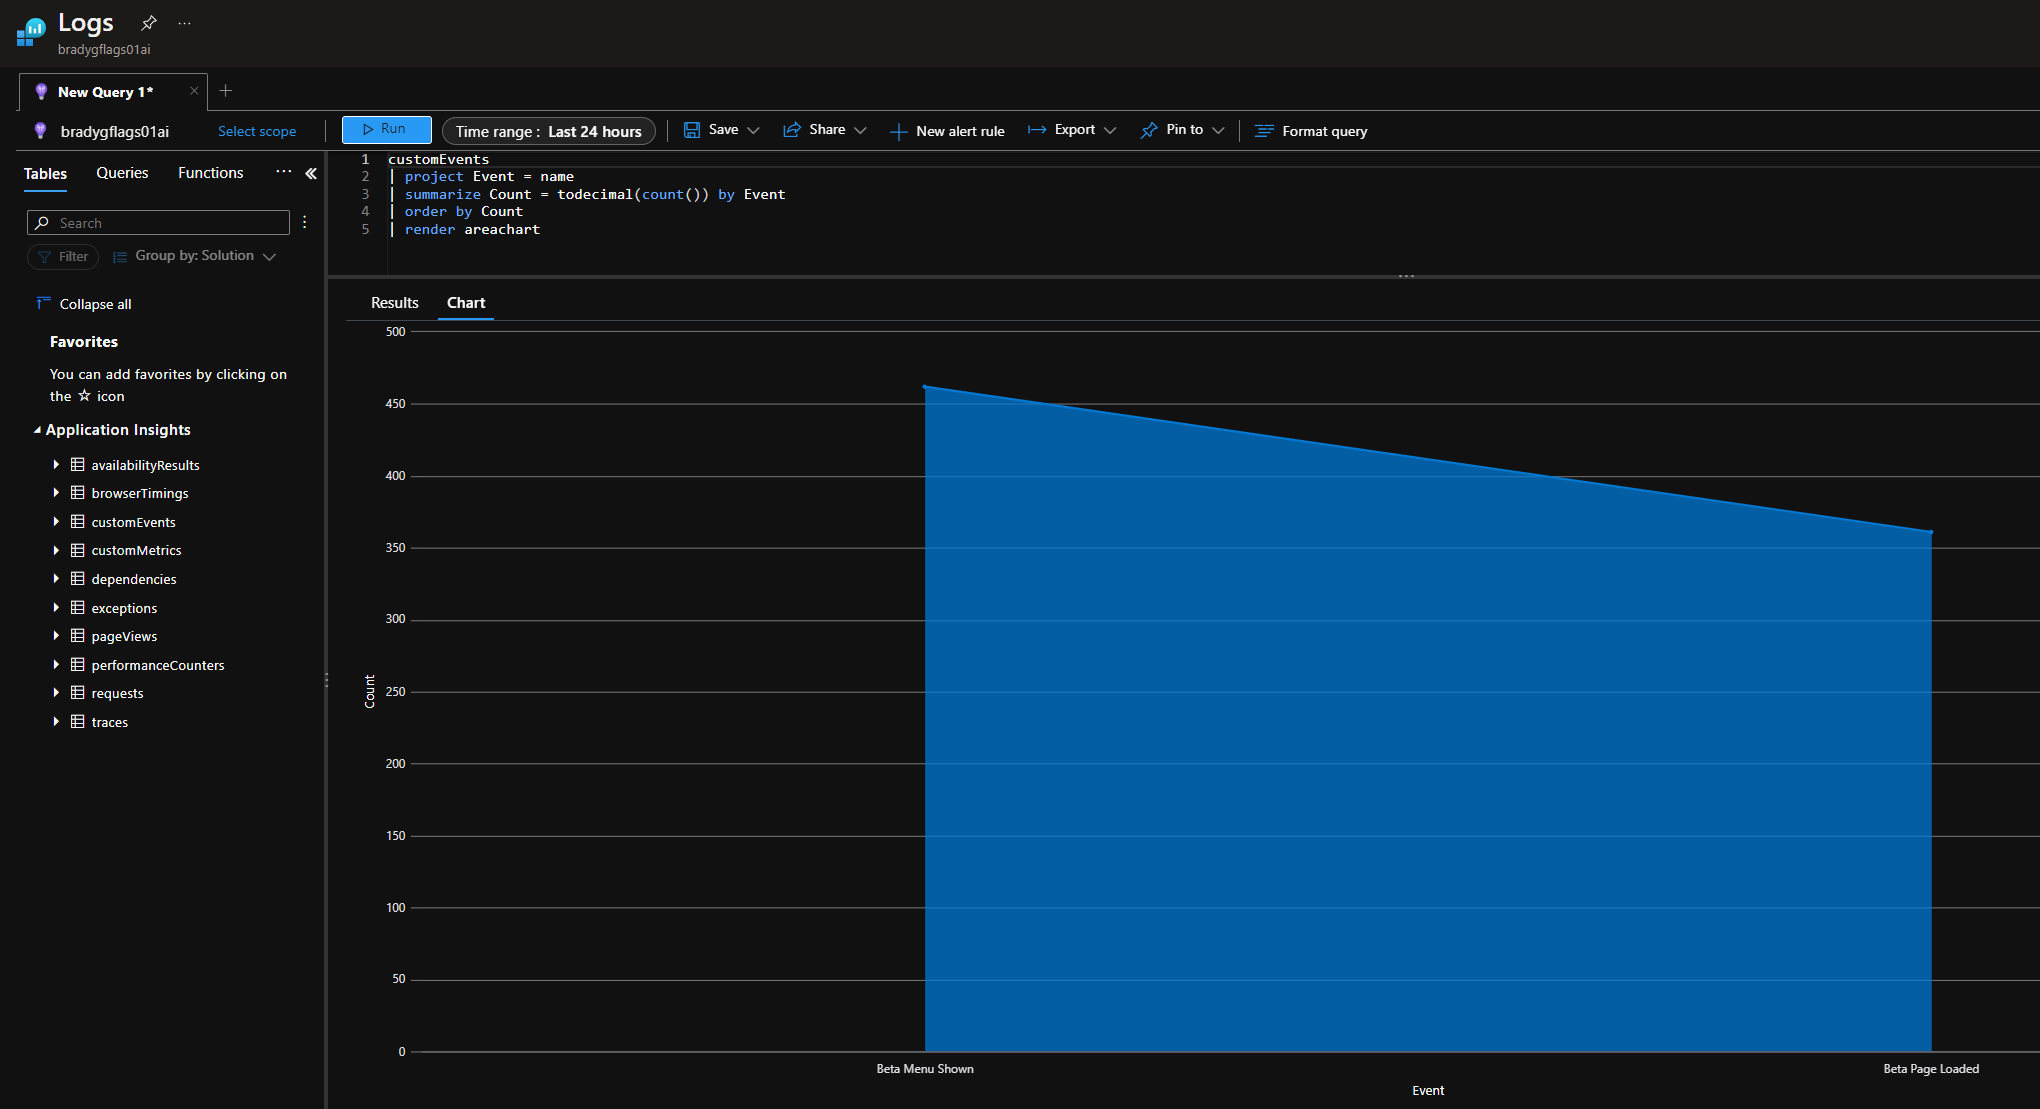 Logs
bradygflags01ai
New Query 1*
bradygflags01ai
Select scope
Run
Time range : Last 24 hours
Save
Share
New alert rule
Export
Pin to
Format query
Tables
Queries
Functions
Search
Filter
Group by: Solution
Collapse all
Favorites
You can add favorites by clicking on
the ☆ icon
Application Insights
availabilityResults
browserTimings
customEvents
customMetrics
dependencies
exceptions
pageViews
performanceCounters
requests
traces
1 customEvents
2 | project Event = name
3 | summarize Count = todecimal(count()) by Event
4 | order by Count
5 | render areachart
Results
Chart
500
450
400
350
300
250
200
150
100
50
0
Count
Beta Menu Shown
Beta Page Loaded
Event